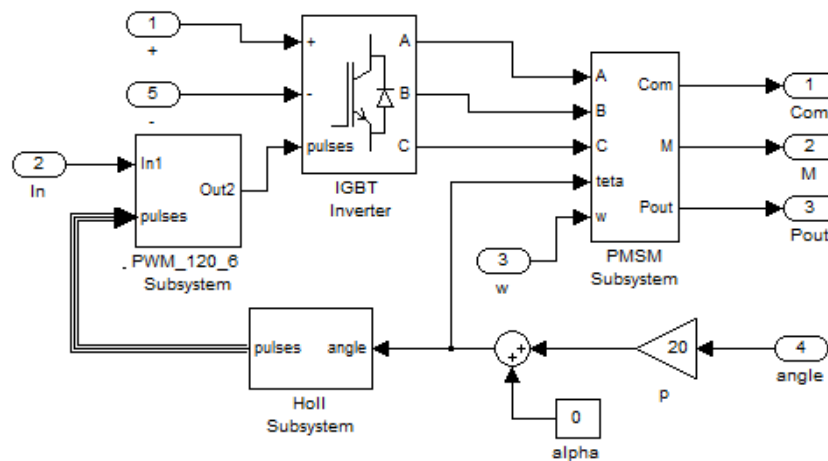 1
+
5
-
2
In
In1
pulses
Out2
PWM_120_6
Subsystem
+
-
pulses
A
B
C
IGBT
Inverter
A
B
C
teta
w
Com
M
Pout
PMSM
Subsystem
1
Com
2
M
3
Pout
3
w
pulses
angle
Holl
Subsystem
+
+
0
alpha
20
p
4
angle